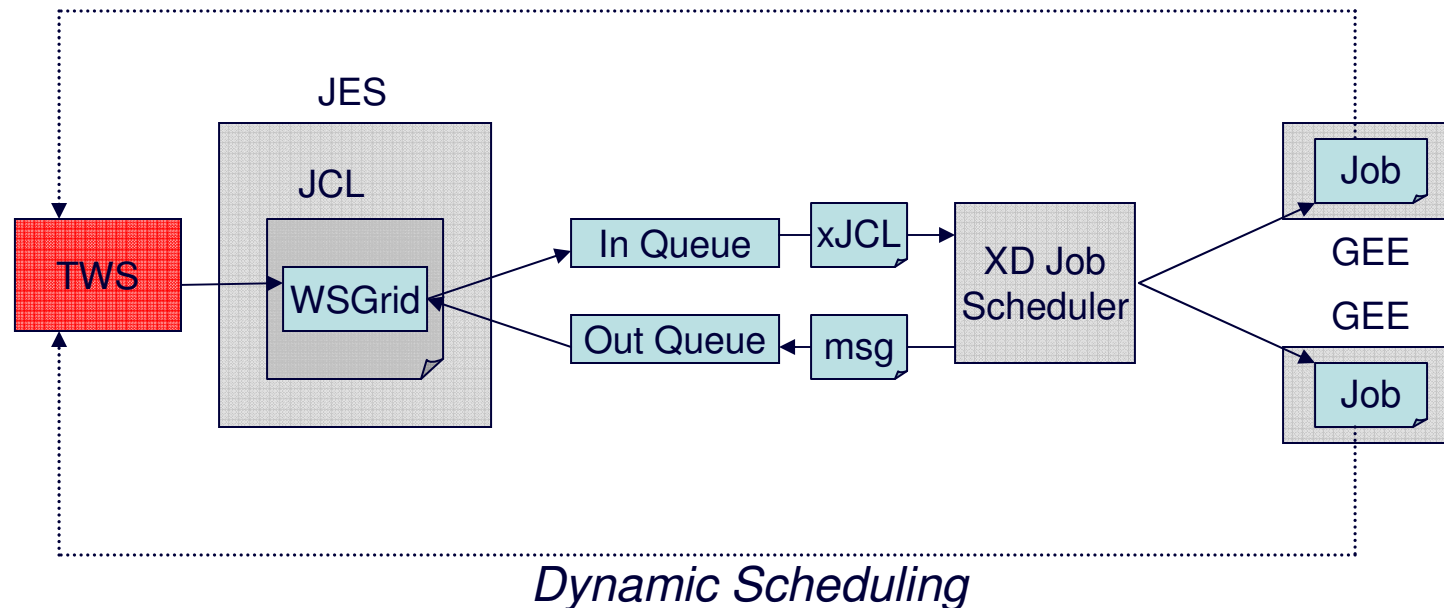 JES
JCL
TWS
WSGrid
In Queue
Out Queue
xJCL
msg
XD Job
Scheduler
Job
GEE
GEE
Job
Dynamic Scheduling